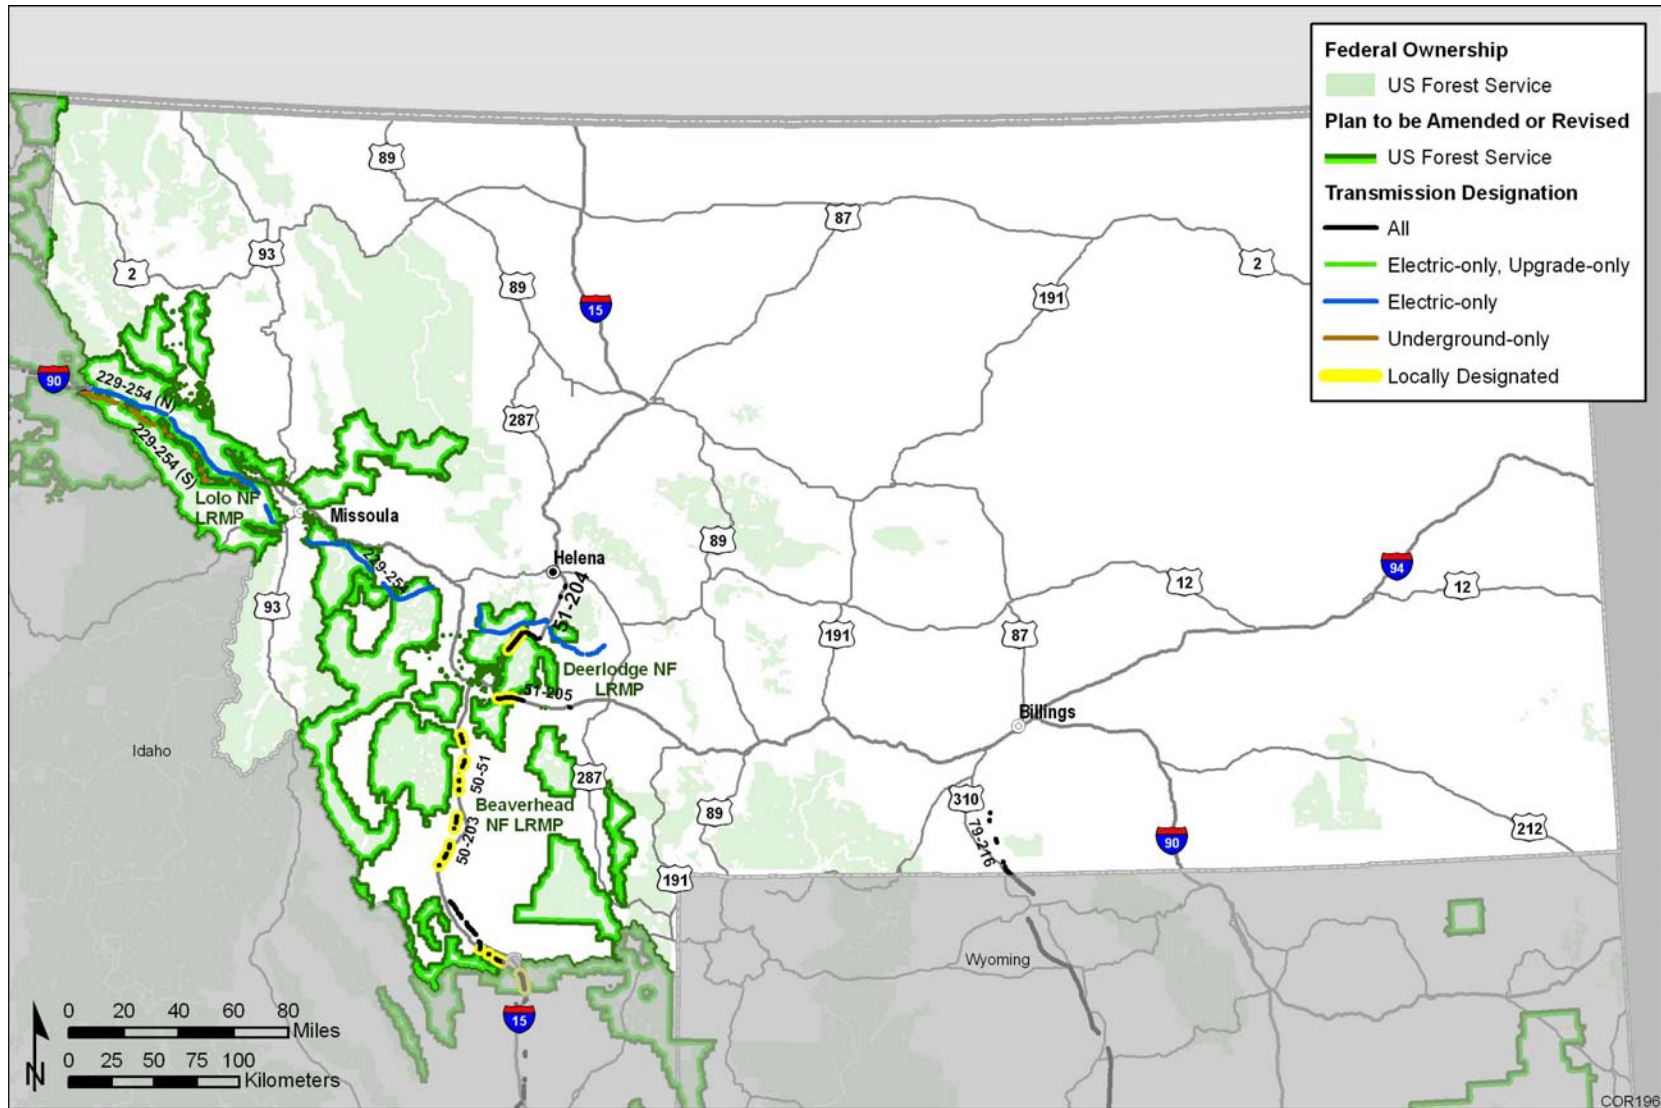 Federal Ownership
US Forest Service
Plan to be Amended or Revised
US Forest Service
Transmission Designation
All
Electric-only, Upgrade-only
Electric-only
Underground-only
Locally Designated
89
87
93
2
2
89
191
15
90
229-254 (N)
287
229-254 (S)
Lolo NF
LRMP
Missoula
89
Helena
229-25
94
12
12
51-204
93
191
87
Deerlodge NF
LRMP
51-205
Billings
Idaho
50-51
287
Beaverhead
NF LRMP
310
89
50-203
79-216
90
212
191
Wyoming
0 20 40 60 80
Miles
15
0 25 50 75 100
Kilometers
N
COR196